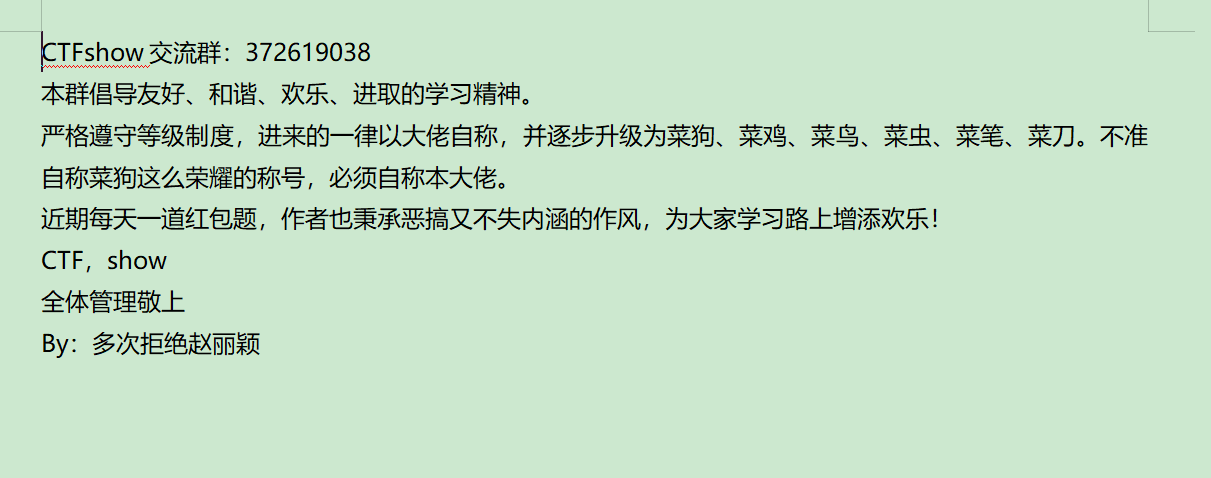 CTFshow 交流群：372619038
本群倡导友好、和谐、欢乐、进取的学习精神。
严格遵守等级制度，进来的一律以大佬自称，并逐步升级为菜狗、菜鸡、菜鸟、菜虫、菜笔、菜刀。不准
自称菜狗这么荣耀的称号，必须自称本大佬。
近期每天一道红包题，作者也秉承恶搞又不失内涵的作风，为大家学习路上增添欢乐！
CTF，show
全体管理敬上
By：多次拒绝赵丽颖